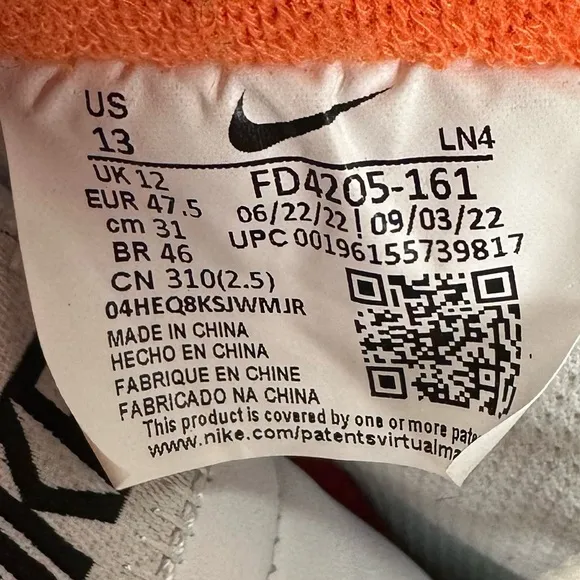 US
13
LN4
UK 12
FD4205-161
EUR 47.5
06/22/22 | 09/03/22
cm 31
UPC 00196155739817
BR 46
CN 310(2.5)
04HEQ8KSJWMJR
MADE IN CHINA
HECHO EN CHINA
FABRIQUE EN CHINE
FABRICADO NA CHINA
This product is covered by one or more pate
www.nike.com/patentsvirtualma